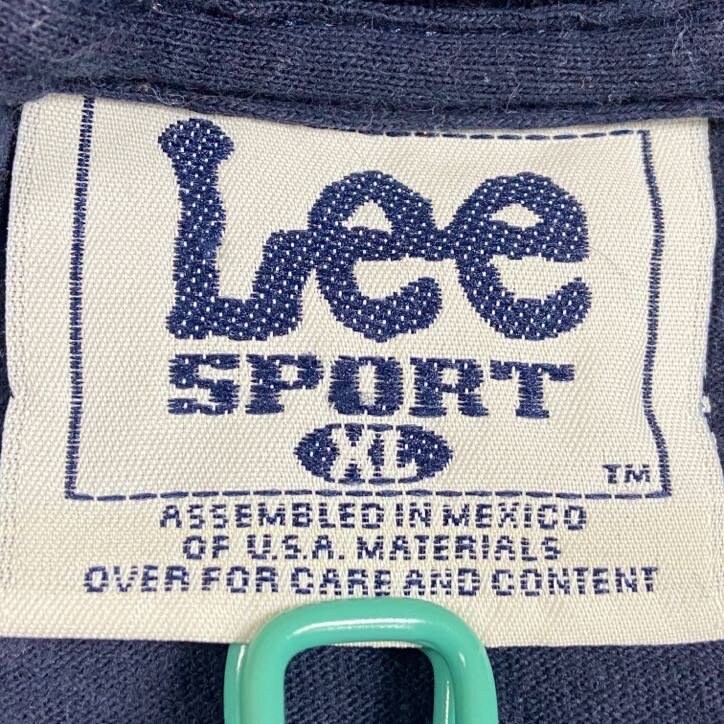 Lee
SPORT
XL
TM
ASSEMBLED IN MEXICO
OF U.S.A. MATERIALS
OVER FOR CARE AND CONTENT